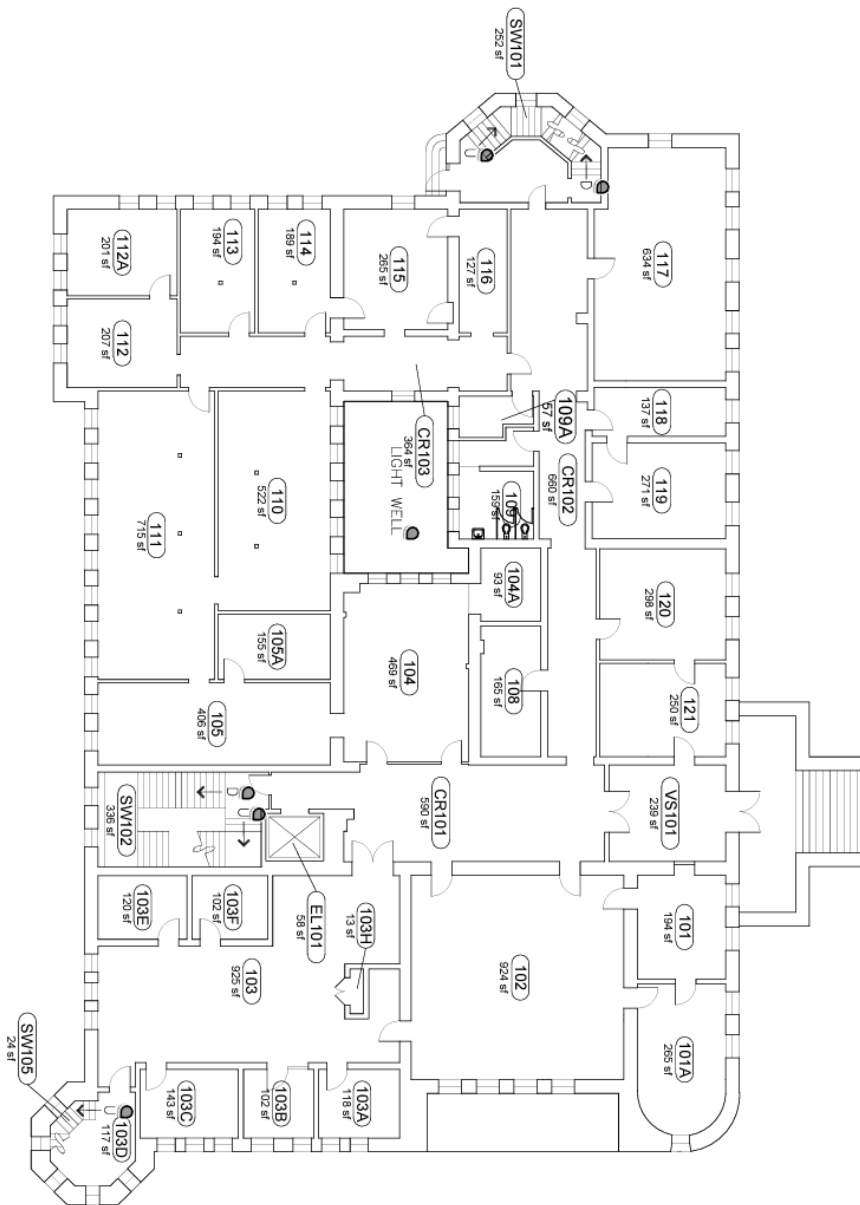 SW101
252 sf
U
D
117
634 sf
116
127 sf
115
265 sf
114
189 sf
113
194 sf
112A
201 sf
112
207 sf
118
137 sf
119
271 sf
109A
57 sf
CR102
660 sf
CR103
364 sf
LIGHT WELL
109
159 sf
110
522 sf
111
715 sf
104A
93 sf
120
298 sf
105A
155 sf
104
469 sf
108
165 sf
121
250 sf
105
406 sf
VS101
239 sf
CR101
590 sf
D
U
SW102
336 sf
EL101
58 sf
103E
120 sf
103F
102 sf
103H
13 sf
101
194 sf
102
924 sf
103
925 sf
101A
265 sf
SW105
24 sf
103C
143 sf
103B
102 sf
103A
118 sf
U
103D
117 sf